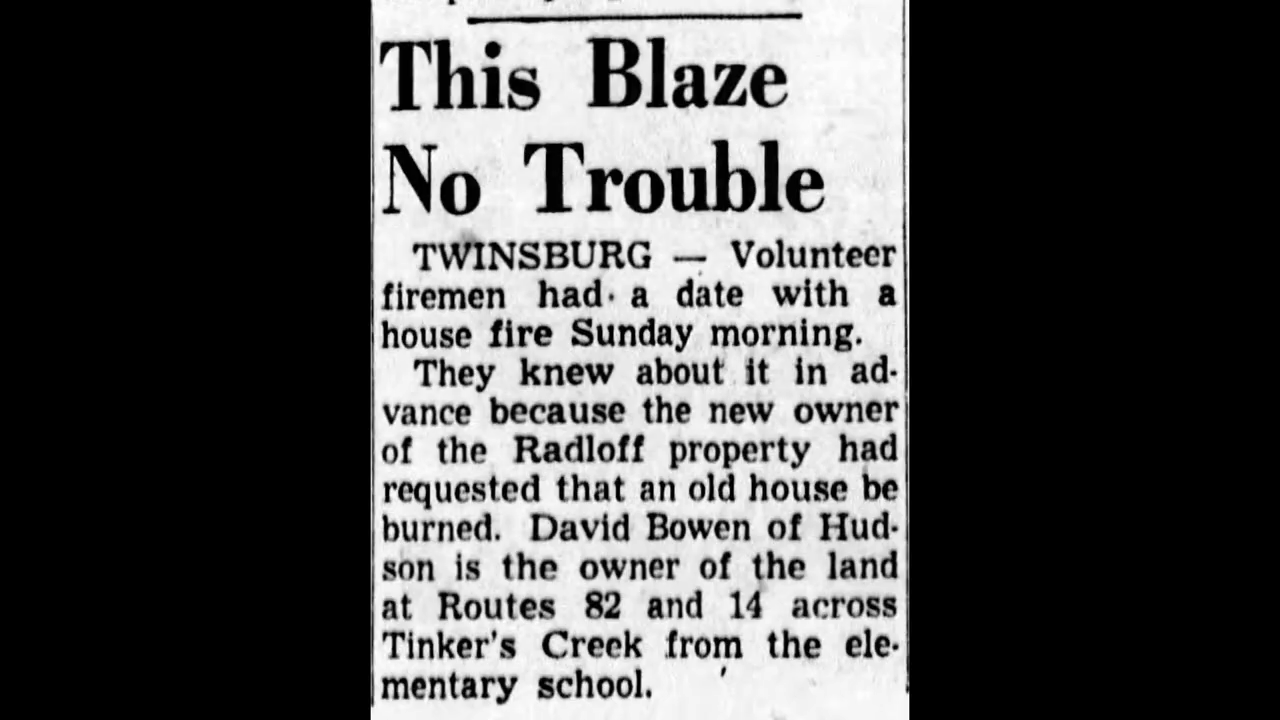 This Blaze
No Trouble
TWINSBURG — Volunteer
firemen had a date with a
house fire Sunday morning.
They knew about it in ad-
vance because the new owner
of the Radloff property had
requested that an old house be
burned. David Bowen of Hud-
son is the owner of the land
at Routes 82 and 14 across
Tinker's Creek from the ele-
mentary school.